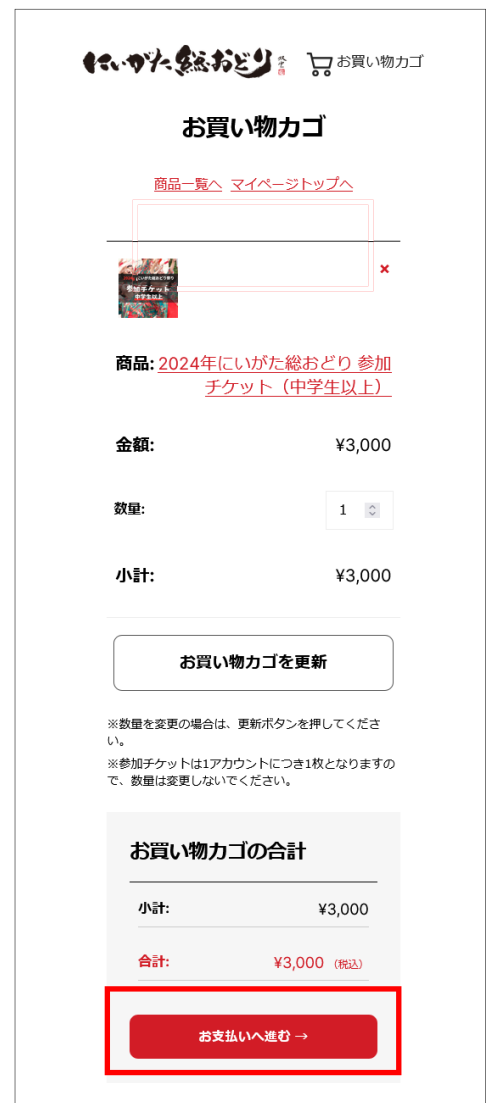 にいがた総おどり
お買い物カゴ
お買い物カゴ
商品一覧へ マイページトップへ
×
参加チケット
中学生以上
商品: 2024年にいがた総おどり 参加
チケット（中学生以上）
金額: ¥3,000
数量: 1
小計: ¥3,000
お買い物カゴを更新
※数量を変更の場合は、更新ボタンを押してくださ
い。
※参加チケットは1アカウントにつき1枚となりますの
で、数量は変更しないでください。
お買い物カゴの合計
小計: ¥3,000
合計: ¥3,000 (税込)
お支払いへ進む →